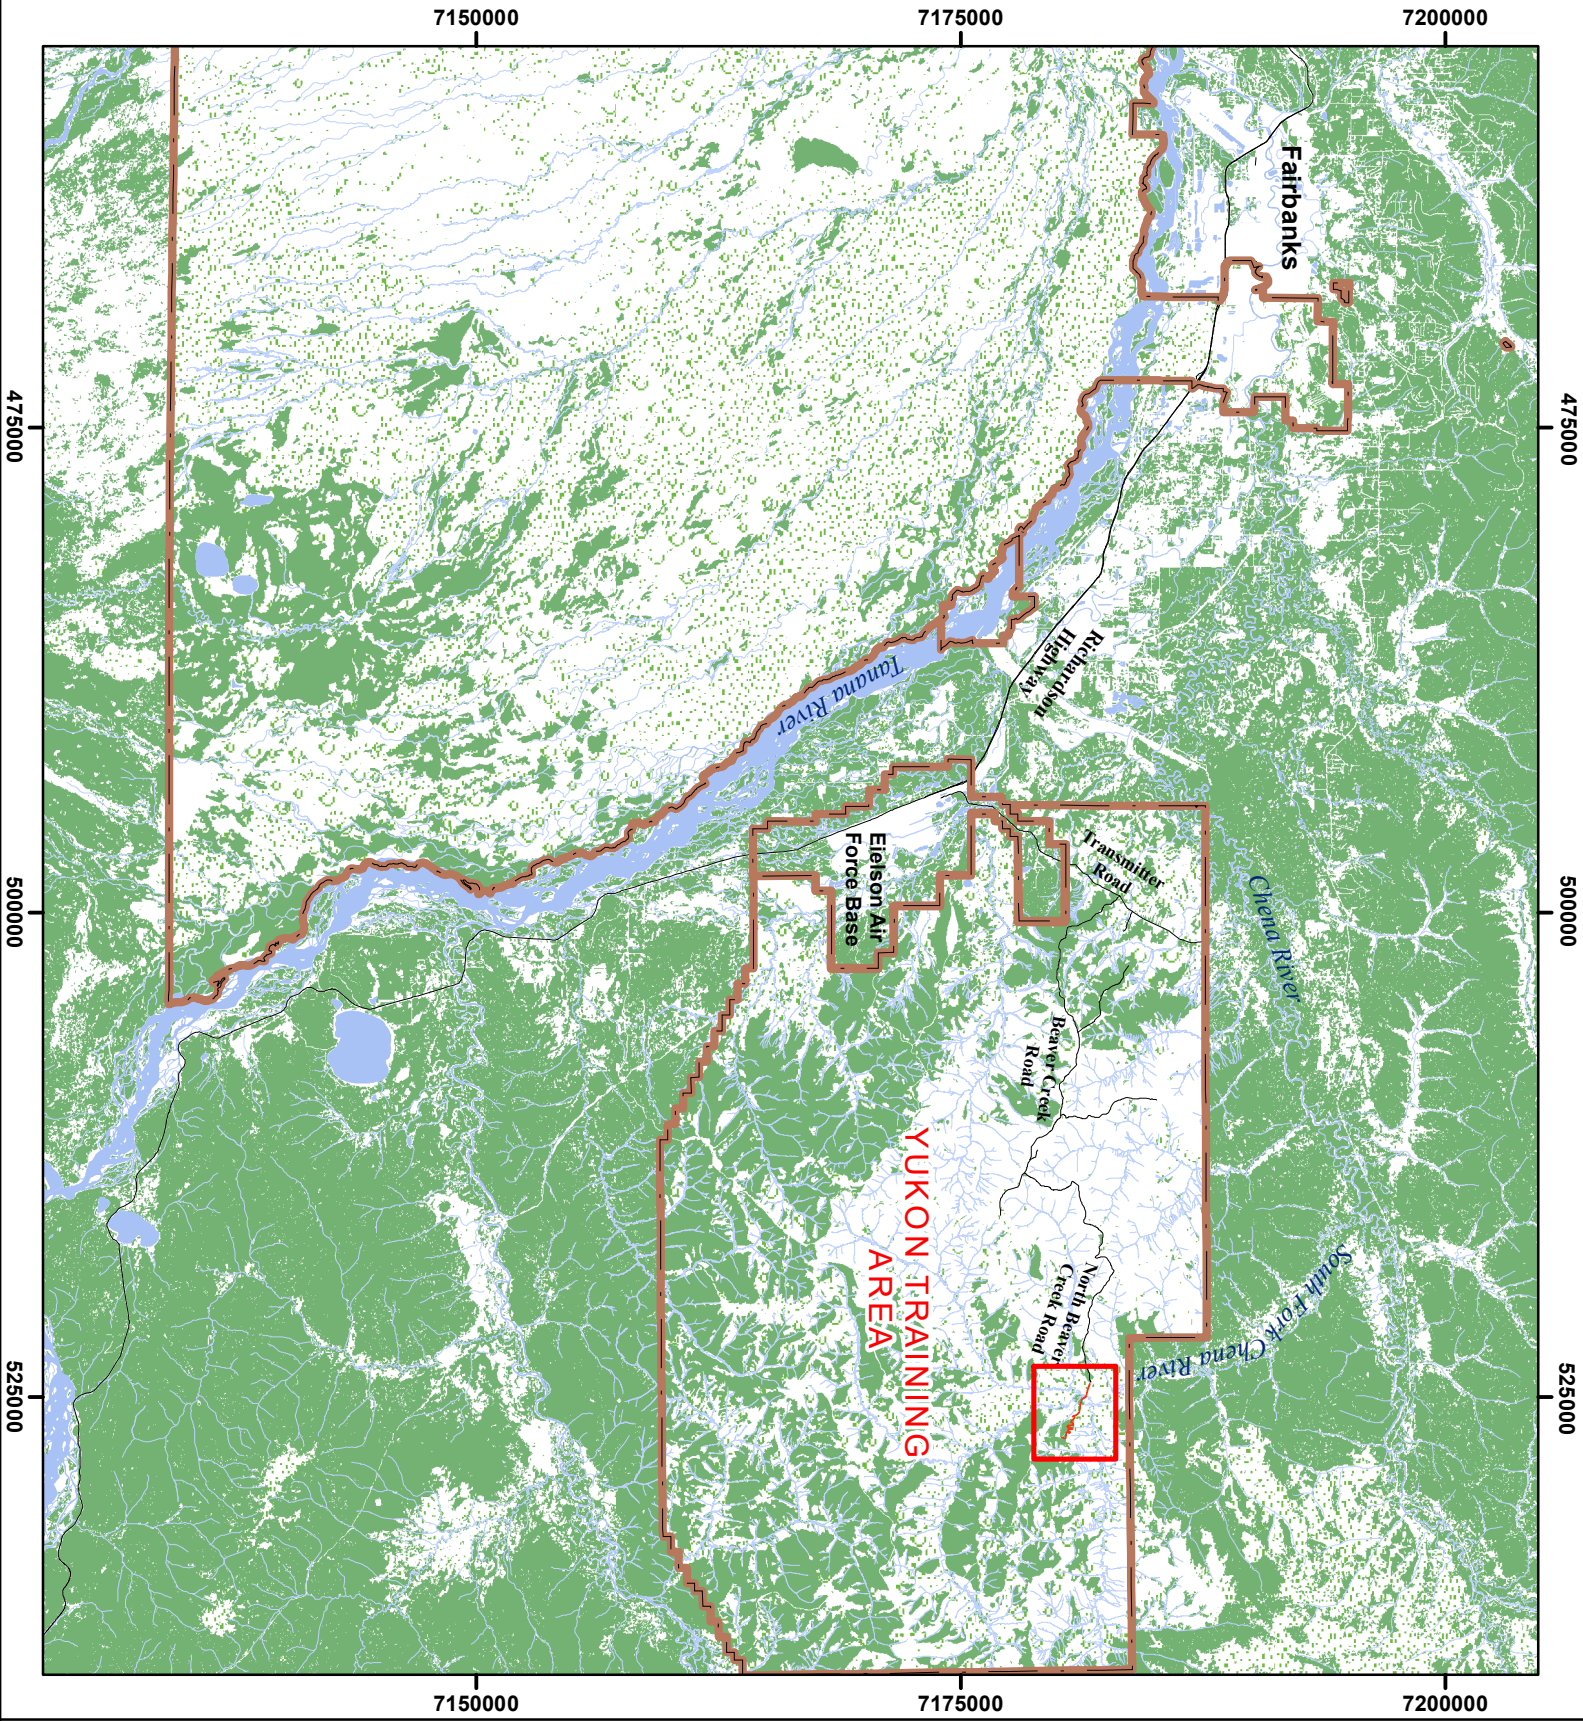 7150000
7175000
7200000
475000
500000
525000
Fairbanks
Richardson
Highway
Tanana River
Eielson Air
Force Base
Transmitter
Road
Chena River
Beaver Creek
Road
YUKON TRAINING
AREA
North Beaver
Creek Road
South Fork Chena River
475000
500000
525000
7150000
7175000
7200000